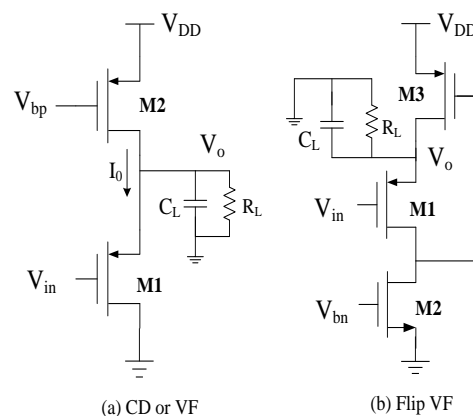 V_DD
V_bp
M2
V_o
I_0
C_L
R_L
V_in
M1
(a) CD or VF
V_DD
M3
R_L
C_L
V_o
V_in
M1
V_bn
M2
(b) Flip VF